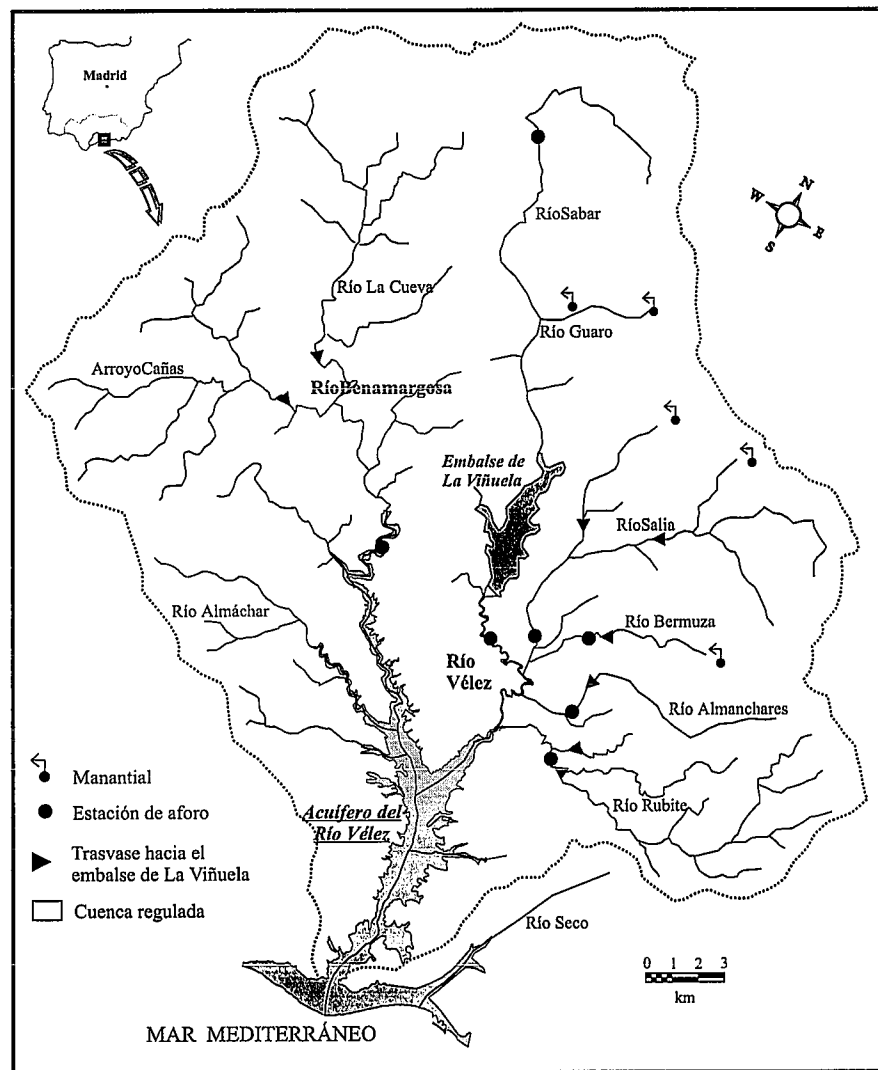 Madrid
N
W
E
S
RíoSabar
Río La Cueva
Río Guaro
ArroyoCañas
RíoBenamargosa
Embalse de
La Viñuela
RíoSalia
Río Almáchar
Río Bermuza
Río
Vélez
Río Almanchares
Manantial
Estación de aforo
Acuífero del
Río Vélez
Río Rubite
Trasvase hacia el
embalse de La Viñuela
Cuenca regulada
Río Seco
0 1 2 3
km
MAR MEDITERRÁNEO